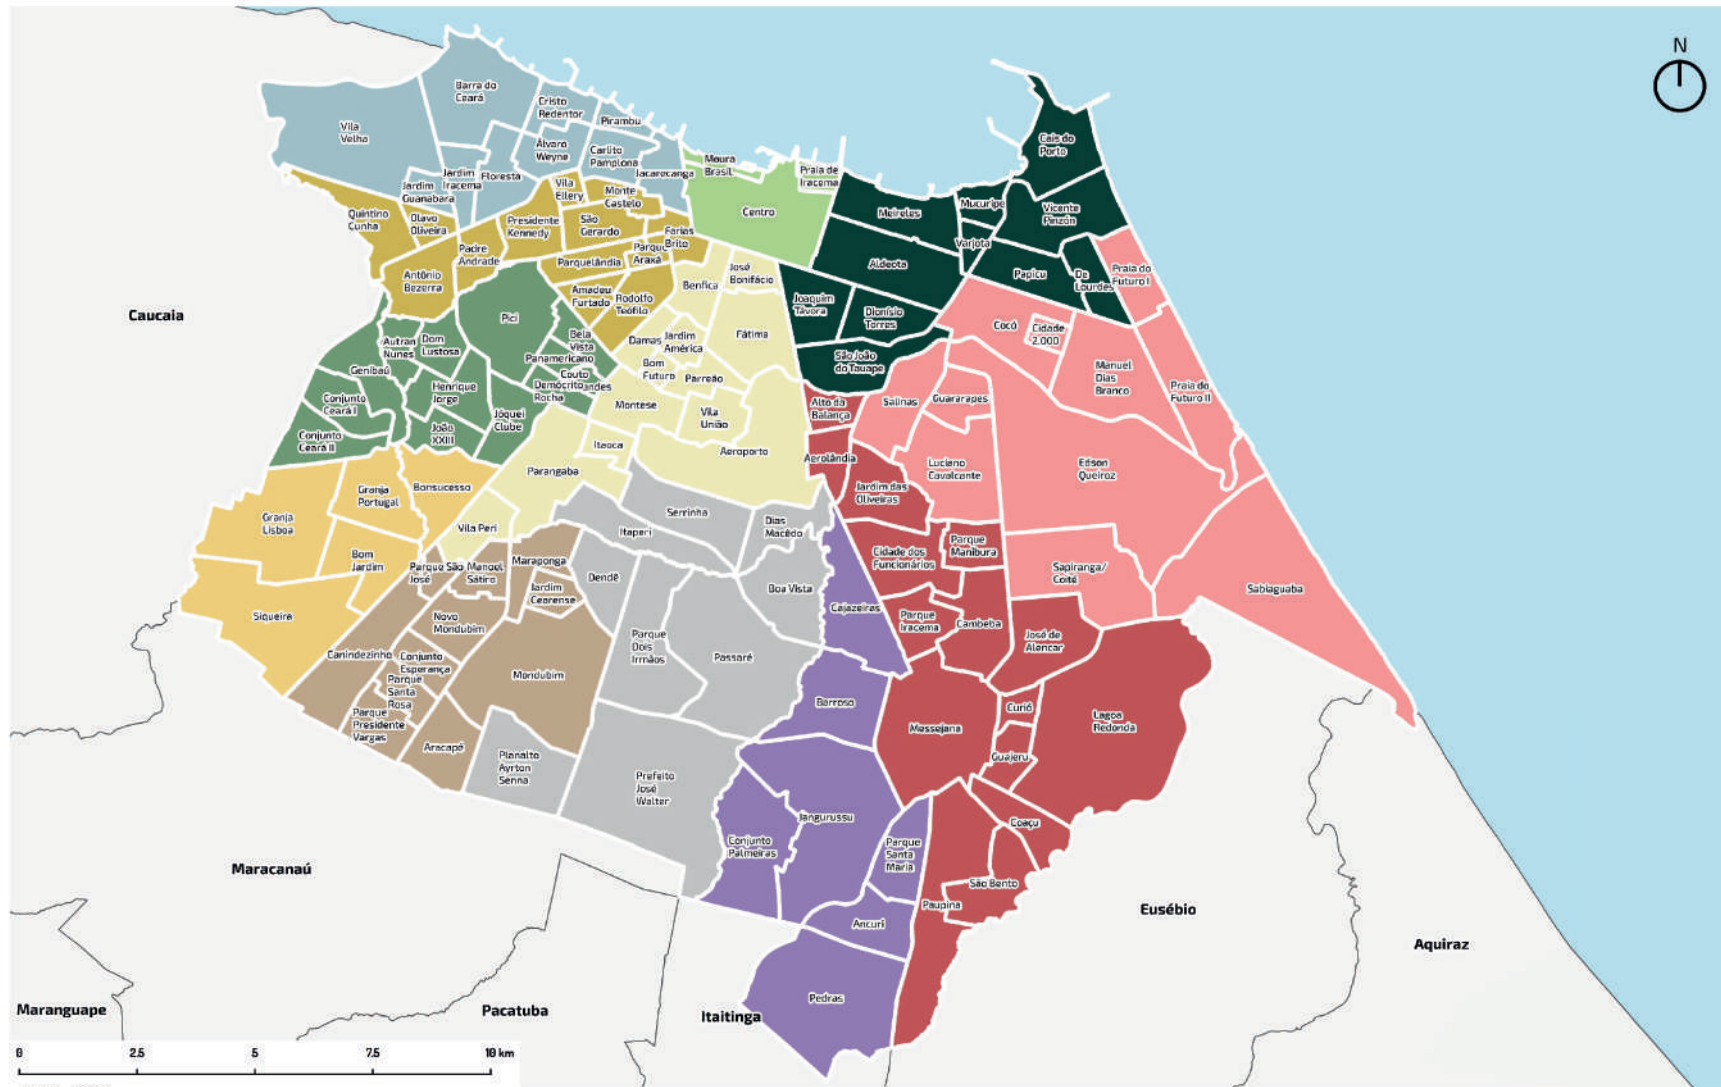 N
Barra do
Ceará
Cristo
Redentor
Pirambu
Vila
Velha
Álvaro
Weyne
Carlito
Pamplona
Jacarecanga
Jardim
Iracema
Floresta
Jardim
Guanabara
Moura
Brasil
Praia de
Iracema
Centro
Cais do
Porto
Meireles
Mucuripe
Vicente
Pinzón
Varjota
Aldeota
Papicu
De
Lourdes
Praia do
Futuro I
Quintino
Cunha
Olavo
Oliveira
Vila
Ellery
Monte
Castelo
Presidente
Kennedy
São
Gerardo
Farias
Brito
Padre
Andrade
Parquelândia
Parque
Araxá
Antônio
Bezerra
Amadeu
Furtado
Rodolfo
Teófilo
Benfica
José
Bonifácio
Joaquim
Távora
Dionísio
Torres
São João
do Tauape
Cocó
Cidade
2.000
Manuel
Dias
Branco
Praia do
Futuro II
Caucaia
Pici
Bela
Vista
Panamericano
Autran
Nunes
Dom
Lustosa
Genibaú
Henrique
Jorge
Couto
andes
Demócrito
Rocha
Conjunto
Ceará I
João
XXIII
Jóquei
Clube
Conjunto
Ceará II
Damas
Jardim
América
Fátima
Bom
Futuro
Parreão
Montese
Vila
União
Itaoca
Aeroporto
Parangaba
Vila Peri
Alto da
Balança
Aerolândia
Salinas
Guararapes
Luciano
Cavalcante
Edson
Queiroz
Jardim das
Oliveiras
Cidade dos
Funcionários
Parque
Manibura
Sapiranga/
Coité
Sabiaguaba
Granja
Lisboa
Granja
Portugal
Bonsucesso
Bom
Jardim
Siqueira
Serrinha
Itaperi
Dias
Macêdo
Dendê
Boa Vista
Parque
Dois
Irmãos
Passaré
Parque
José
São Manoel
Sátiro
Maraponga
Jardim
Cearense
Novo
Mondubim
Canindezinho
Conjunto
Esperança
Mondubim
Parque
Santa
Rosa
Parque
Presidente
Vargas
Aracapé
Planalto
Ayrton
Senna
Prefeito
José
Walter
Cajazeiras
Barroso
Parque
Iracema
Cambeba
José de
Alencar
Messejana
Curió
Lagoa
Redonda
Guajeru
Coaçu
Jangurussu
Conjunto
Palmeiras
Parque
Santa
Maria
Ancuri
Pedras
São Bento
Paupina
Maracanaú
Eusébio
Aquiraz
Maranguape
Pacatuba
Itaitinga
0 2.5 5 7.5 10 km